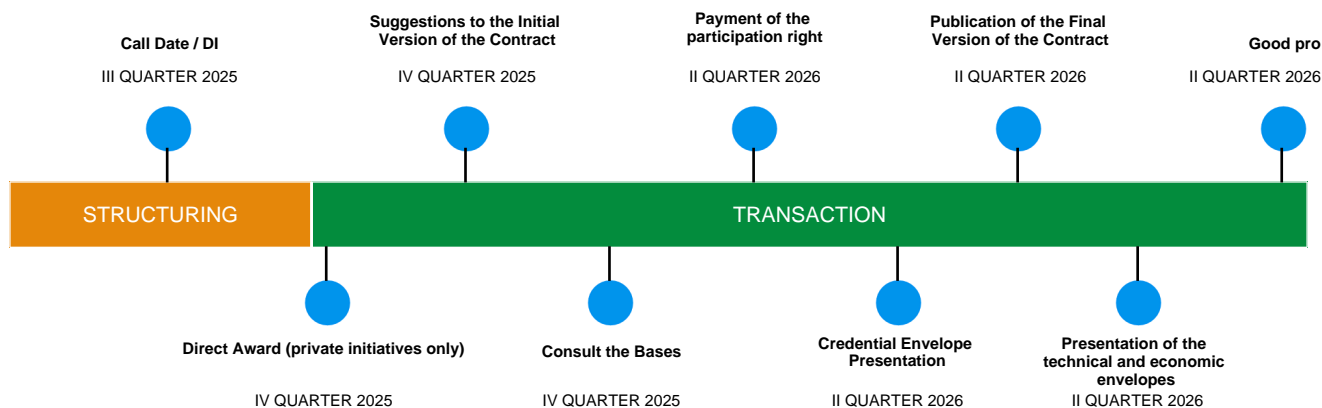 Call Date / DI
III QUARTER 2025
Suggestions to the Initial
Version of the Contract
IV QUARTER 2025
Payment of the
participation right
II QUARTER 2026
Publication of the Final
Version of the Contract
II QUARTER 2026
Good pro
II QUARTER 2026
STRUCTURING
TRANSACTION
Direct Award (private initiatives only)
IV QUARTER 2025
Consult the Bases
IV QUARTER 2025
Credential Envelope
Presentation
II QUARTER 2026
Presentation of the
technical and economic
envelopes
II QUARTER 2026